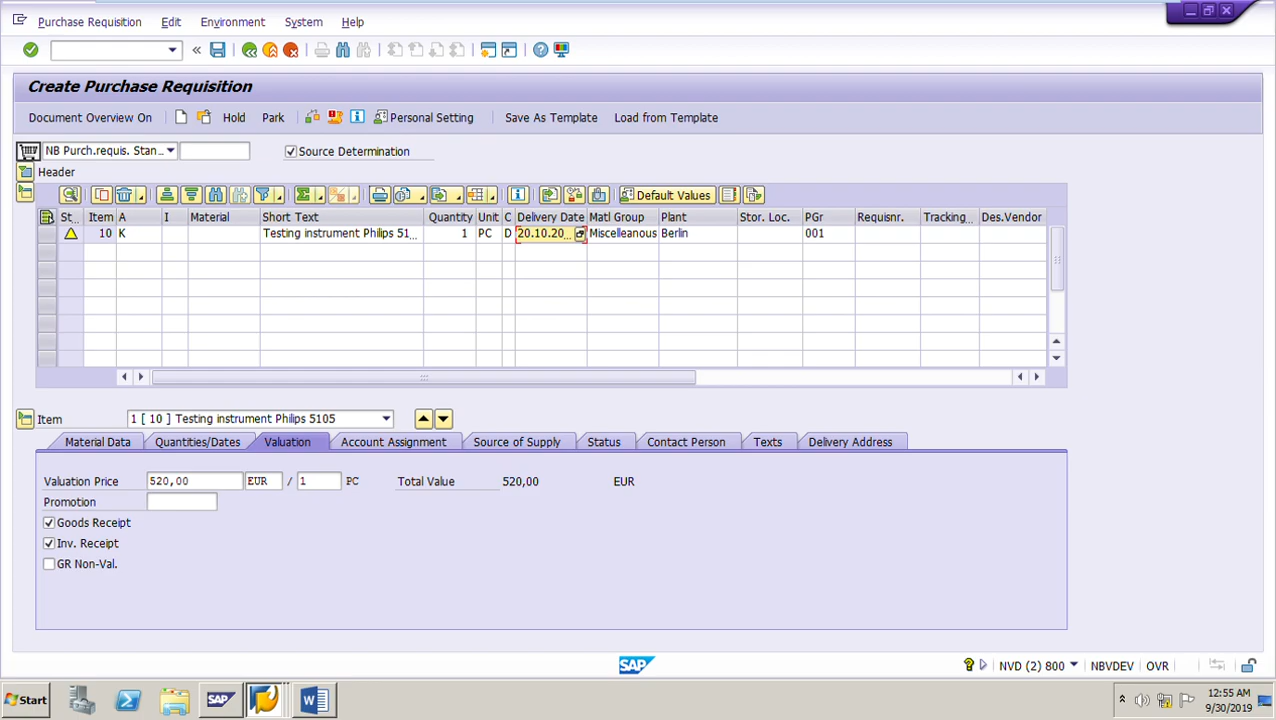 Purchase Requisition Edit Environment System Help
Create Purchase Requisition
Document Overview On Hold Park Personal Setting Save As Template Load from Template
NB Purch.requis. Stan... Source Determination
Header
Default Values
St... Item A I Material Short Text Quantity Unit C Delivery Date Matl Group Plant Stor. Loc. PGr Requisnr. Tracking... Des.Vendor
10 K Testing instrument Philips 51... 1 PC D 20.10.20... Miscelleanous Berlin 001
Item 1 [ 10 ] Testing instrument Philips 5105
Material Data Quantities/Dates Valuation Account Assignment Source of Supply Status Contact Person Texts Delivery Address
Valuation Price 520,00 EUR / 1 PC Total Value 520,00 EUR
Promotion
Goods Receipt
Inv. Receipt
GR Non-Val.
SAP NVD (2) 800 NBVDEV OVR
Start SAP 12:55 AM
9/30/2019